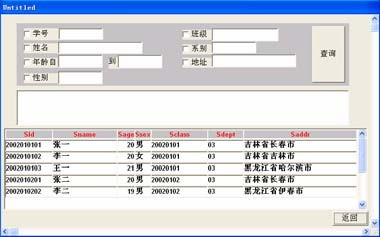 Untitled
学号 班级
姓名 系别 查询
年龄自 到 地址
性别
Sid Sname Sage Ssex Sclass Sdept Saddr
2002010101 张一 20 男 20020101 03 吉林省长春市
2002010102 李一 20 女 20020101 03 吉林省吉林市
2002010103 王一 21 男 20020101 03 黑龙江省哈尔滨市
2002010201 张二 21 男 20020102 03 吉林省长春市
2002010202 李二 19 男 20020102 03 黑龙江省伊春市
返回